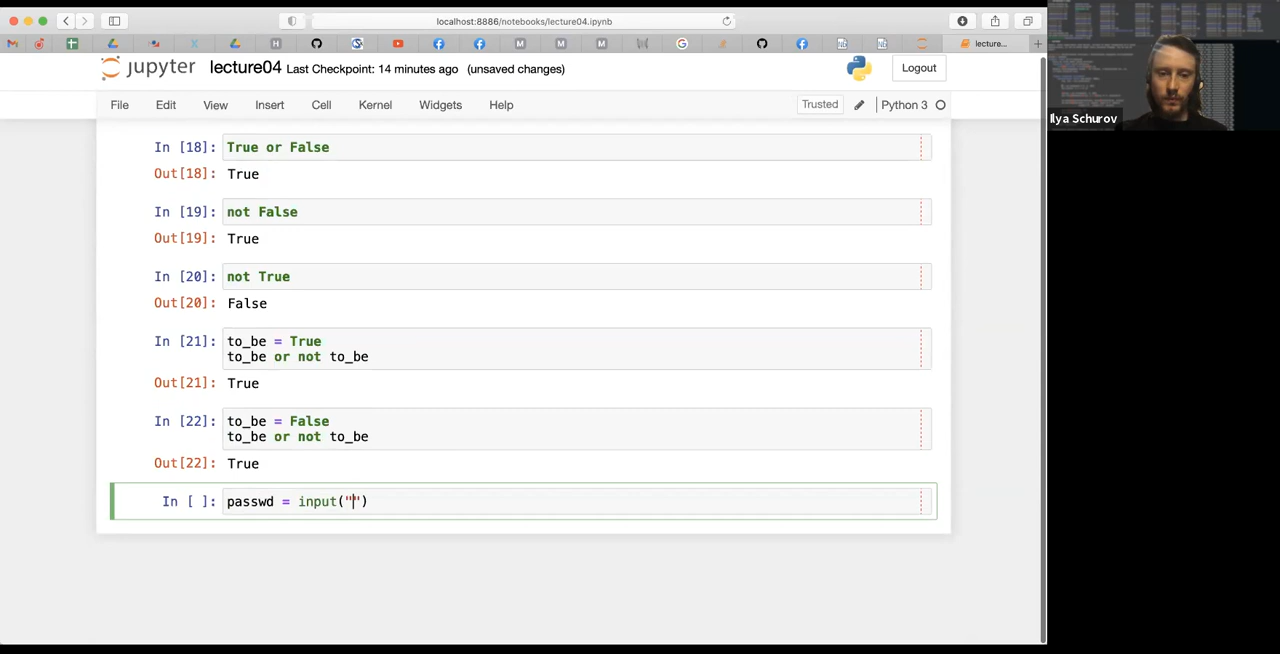 localhost:8886/notebooks/lecture04.ipynb
lecture...
jupyter lecture04 Last Checkpoint: 14 minutes ago (unsaved changes)
Logout
File Edit View Insert Cell Kernel Widgets Help
Trusted Python 3
In [18]: True or False
Out[18]: True
In [19]: not False
Out[19]: True
In [20]: not True
Out[20]: False
In [21]: to_be = True
to_be or not to_be
Out[21]: True
In [22]: to_be = False
to_be or not to_be
Out[22]: True
In [ ]: passwd = input("")
Ilya Schurov